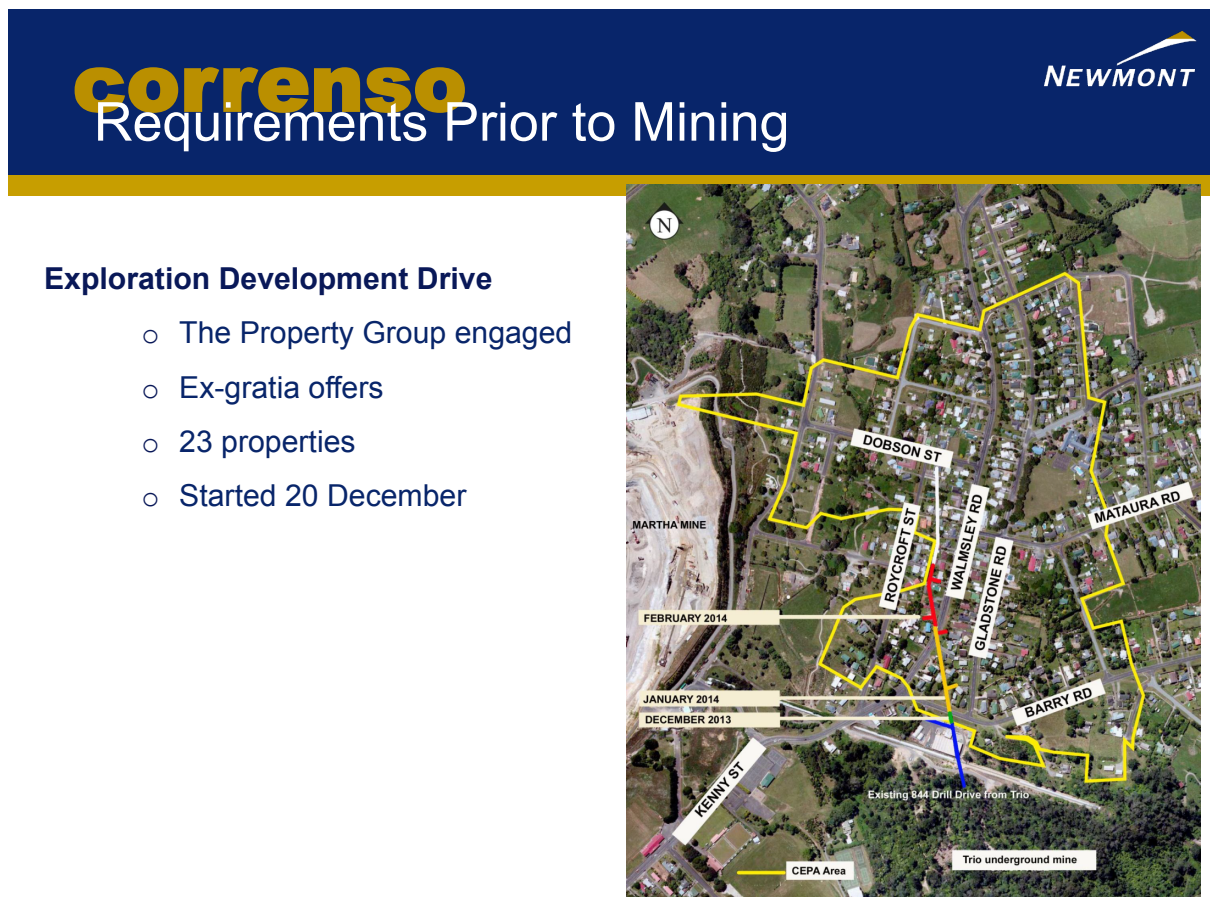 correnso
Requirements Prior to Mining
NEWMONT
Exploration Development Drive
o The Property Group engaged
o Ex-gratia offers
o 23 properties
o Started 20 December
N
DOBSON ST
MATAURA RD
MARTHA MINE
ROYCROFT ST
WALMSLEY RD
GLADSTONE RD
FEBRUARY 2014
JANUARY 2014
DECEMBER 2013
BARRY RD
KENNY ST
Existing 844 Drill Drive from Trio
Trio underground mine
CEPA Area